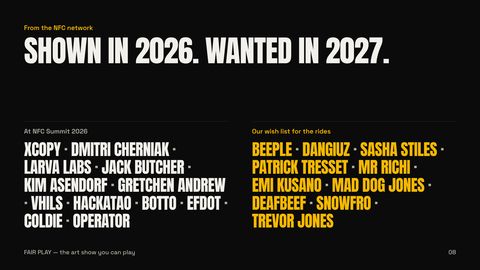 From the NFC network
SHOWN IN 2026. WANTED IN 2027.
At NFC Summit 2026
XCOPY · DMITRI CHERNIAK ·
LARVA LABS · JACK BUTCHER ·
KIM ASENDORF · GRETCHEN ANDREW
· VHILS · HACKATAO · BOTTO · EFDOT ·
COLDIE · OPERATOR
Our wish list for the rides
BEEPLE · DANGIUZ · SASHA STILES ·
PATRICK TRESSET · MR RICHI ·
EMI KUSANO · MAD DOG JONES ·
DEAFBEEF · SNOWFRO ·
TREVOR JONES
FAIR PLAY — the art show you can play
08